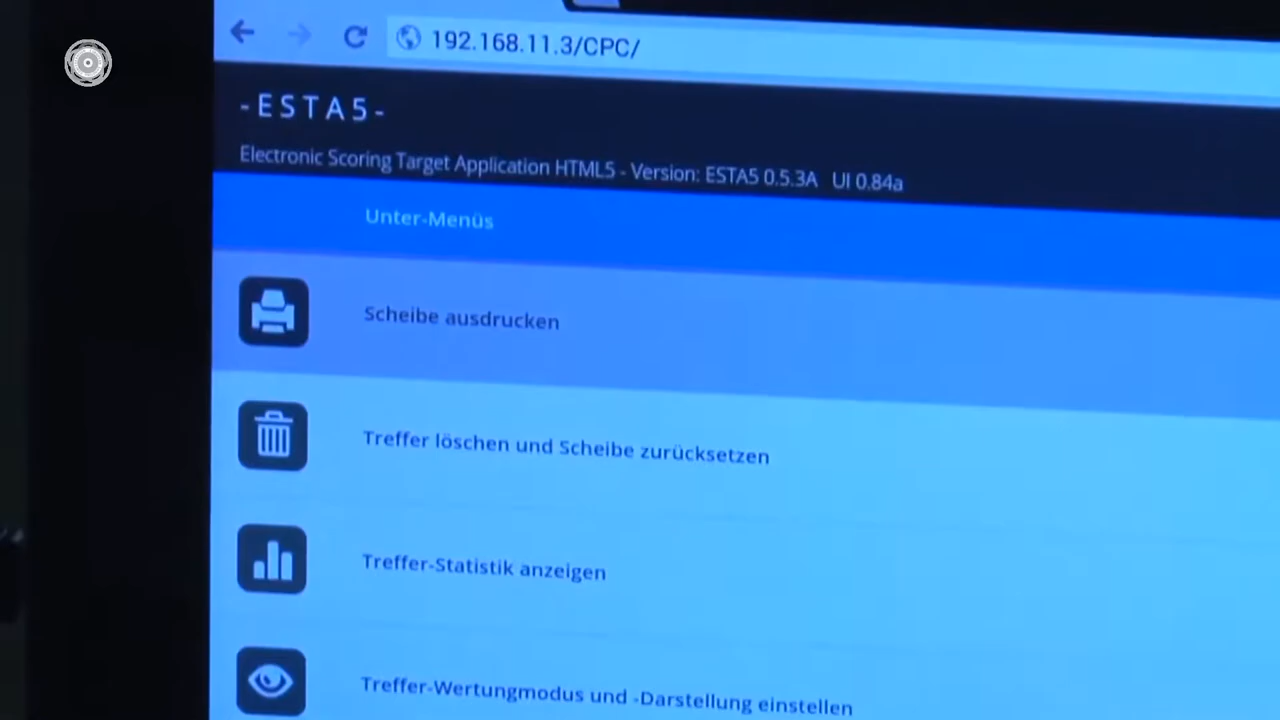 192.168.11.3/CPC/
-ESTA5-
Electronic Scoring Target Application HTML5 - Version: ESTA5 0.5.3A UI 0.84a
Unter-Menüs
Scheibe ausdrucken
Treffer löschen und Scheibe zurücksetzen
Treffer-Statistik anzeigen
Treffer-Wertungmodus und -Darstellung einstellen